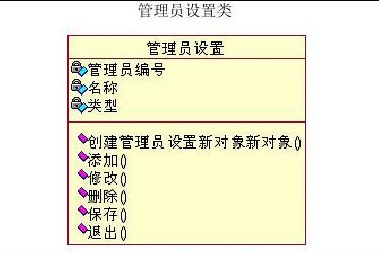 管理员设置类
管理员设置
管理员编号
名称
类型
创建管理员设置新对象新对象()
添加()
修改()
删除()
保存()
退出()